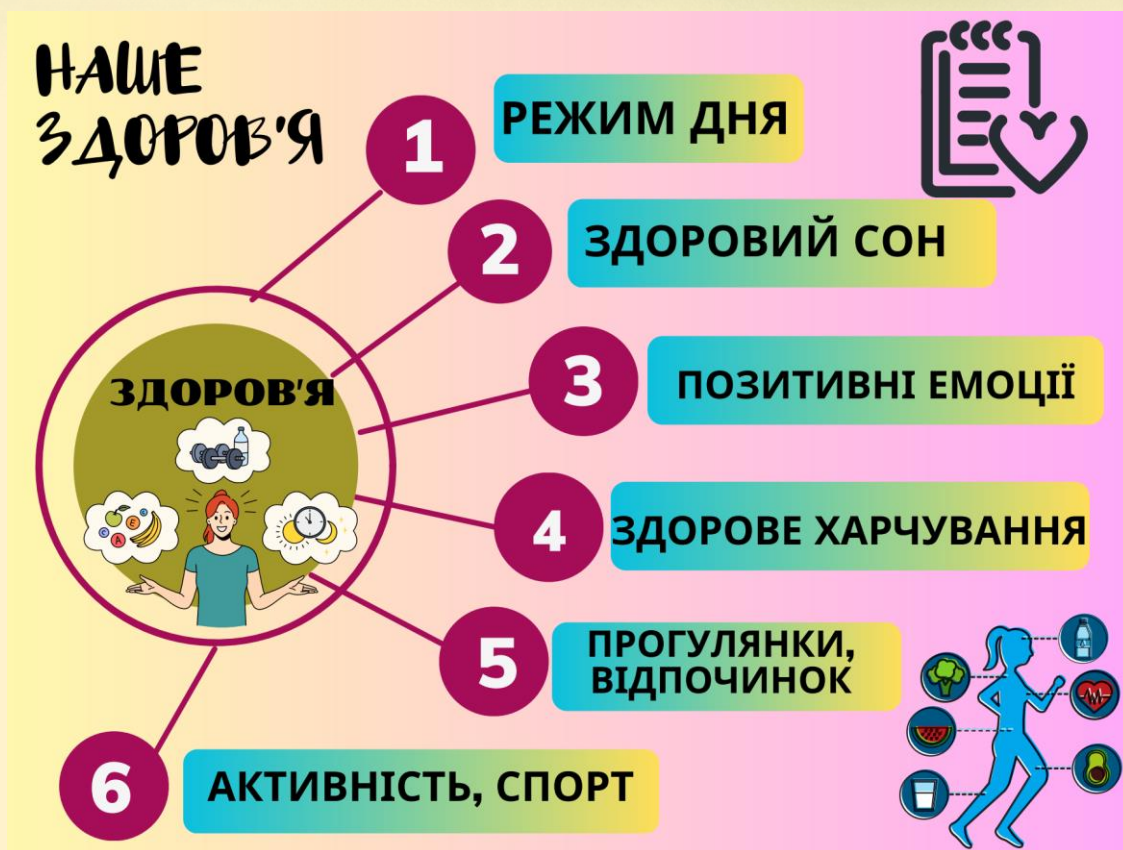 НАШЕ
ЗДОРОВ'Я
1
РЕЖИМ ДНЯ
2
ЗДОРОВИЙ СОН
3
ПОЗИТИВНІ ЕМОЦІЇ
ЗДОРОВ'Я
4
ЗДОРОВЕ ХАРЧУВАННЯ
5
ПРОГУЛЯНКИ,
ВІДПОЧИНОК
6
АКТИВНІСТЬ, СПОРТ